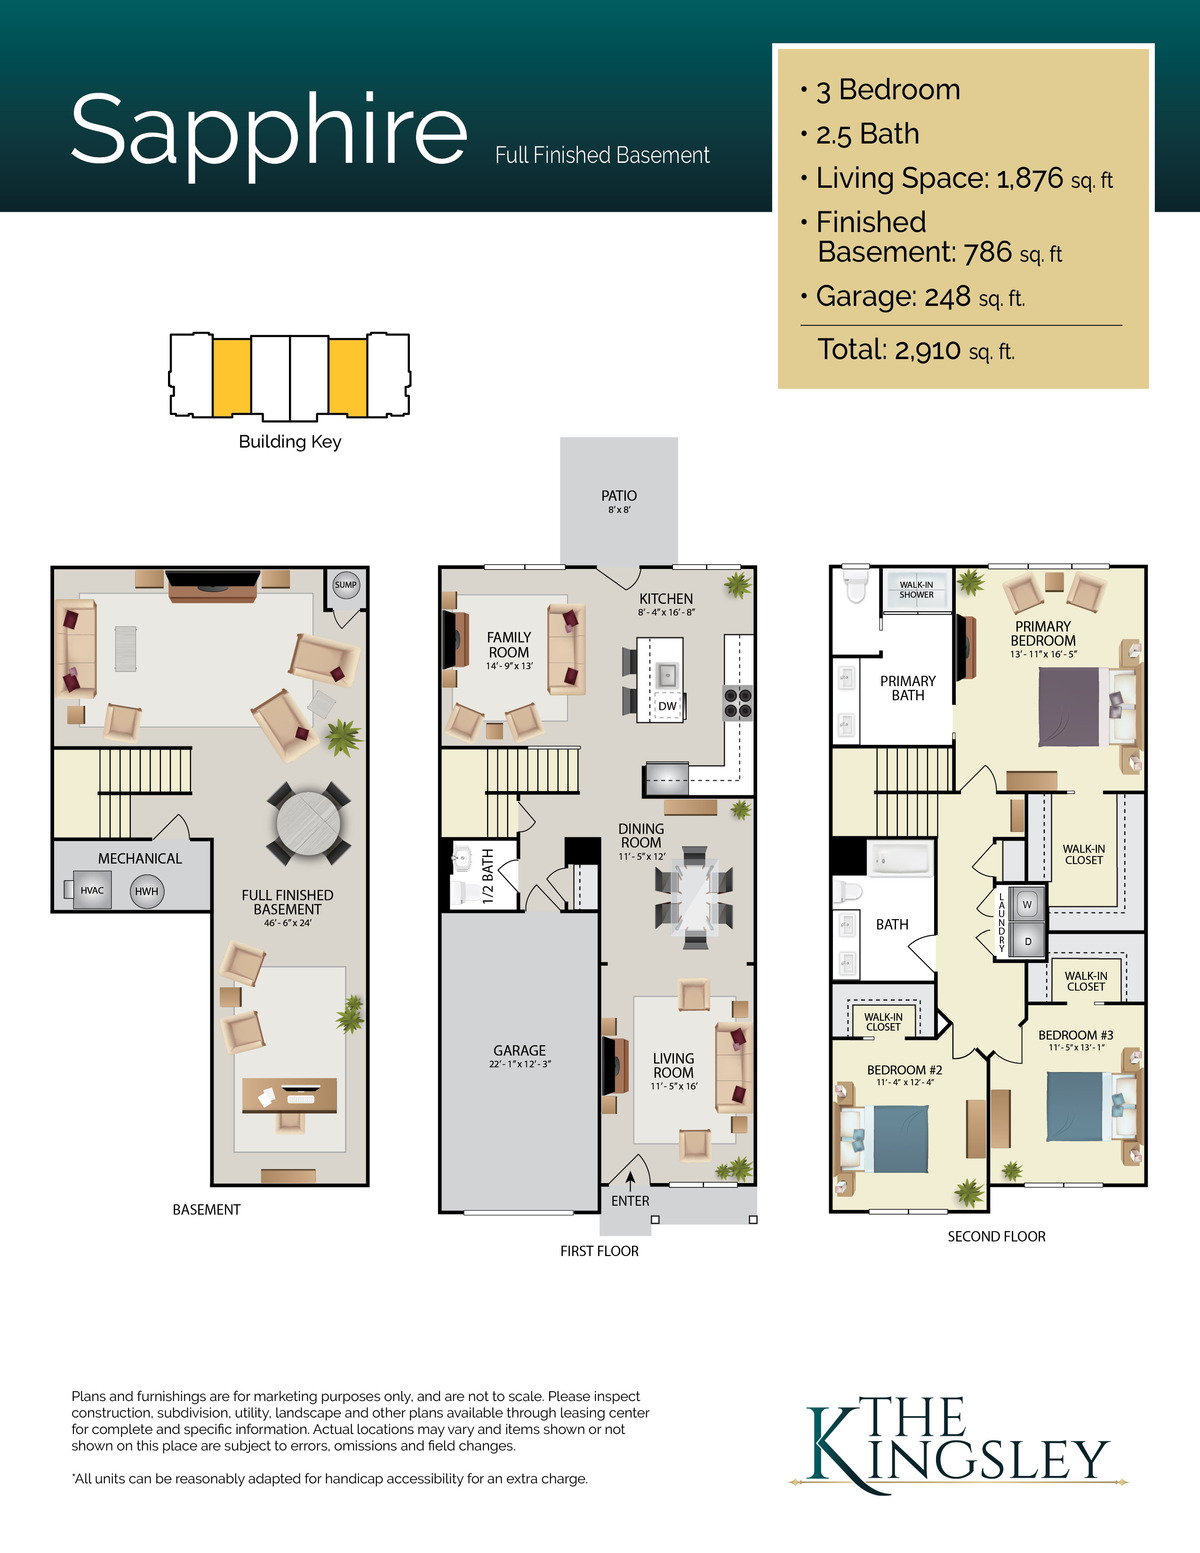 Sapphire
Full Finished Basement
• 3 Bedroom
• 2.5 Bath
• Living Space: 1,876 sq. ft
• Finished
Basement: 786 sq. ft
• Garage: 248 sq. ft.
Total: 2,910 sq. ft.
Building Key
SUMP
MECHANICAL
HVAC
HWH
FULL FINISHED
BASEMENT
46' - 6" x 24'
BASEMENT
PATIO
8' x 8'
KITCHEN
8' - 4" x 16' - 8"
FAMILY
ROOM
14' - 9" x 13'
DW
DINING
ROOM
11' - 5" x 12'
1/2 BATH
GARAGE
22' - 1" x 12' - 3"
LIVING
ROOM
11' - 5" x 16'
ENTER
FIRST FLOOR
WALK-IN
SHOWER
PRIMARY
BEDROOM
13' - 11" x 16' - 5"
PRIMARY
BATH
WALK-IN
CLOSET
LAUNDRY
W
D
BATH
WALK-IN
CLOSET
WALK-IN
CLOSET
BEDROOM #3
11' - 5" x 13' - 1"
BEDROOM #2
11' - 4" x 12' - 4"
SECOND FLOOR
Plans and furnishings are for marketing purposes only, and are not to scale. Please inspect
construction, subdivision, utility, landscape and other plans available through leasing center
for complete and specific information. Actual locations may vary and items shown or not
shown on this place are subject to errors, omissions and field changes.
*All units can be reasonably adapted for handicap accessibility for an extra charge.
THE
KINGSLEY